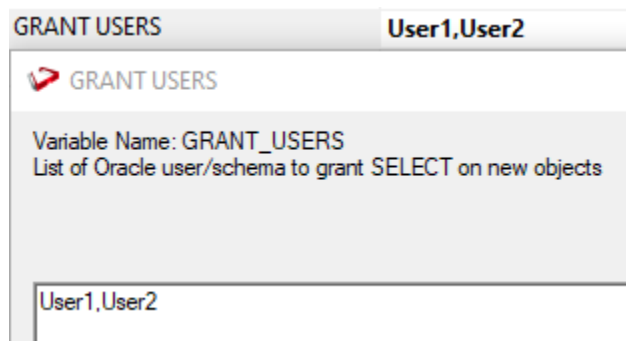 GRANT USERS User1,User2
GRANT USERS
Variable Name: GRANT_USERS
List of Oracle user/schema to grant SELECT on new objects
User1,User2